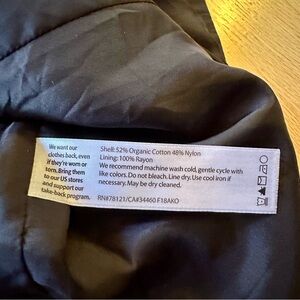 We want our
clothes back, even
if they're worn or
torn. Bring them
to our US stores
and support our
take-back program.
Shell: 52% Organic Cotton 48% Nylon
Lining: 100% Rayon
We recommend machine wash cold, gentle cycle with
like colors. Do not bleach. Line dry. Use cool iron if
necessary. May be dry cleaned.
RN#78121/CA#34460 F18AKO